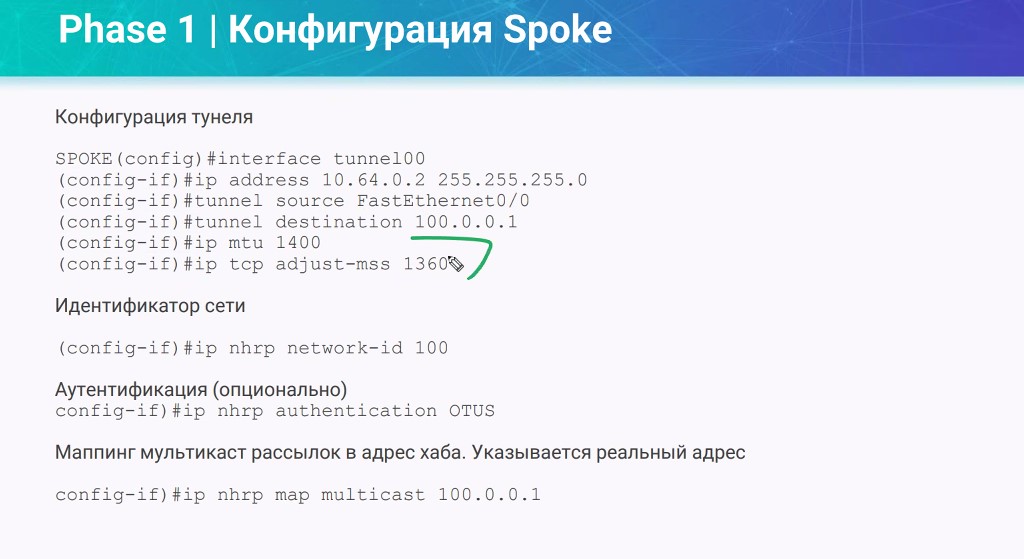 Phase 1 | Конфигурация Spoke
Конфигурация тунеля
SPOKE(config)#interface tunnel00
(config-if)#ip address 10.64.0.2 255.255.255.0
(config-if)#tunnel source FastEthernet0/0
(config-if)#tunnel destination 100.0.0.1
(config-if)#ip mtu 1400
(config-if)#ip tcp adjust-mss 1360
Идентификатор сети
(config-if)#ip nhrp network-id 100
Аутентификация (опционально)
config-if)#ip nhrp authentication OTUS
Маппинг мультикаст рассылок в адрес хаба. Указывается реальный адрес
config-if)#ip nhrp map multicast 100.0.0.1